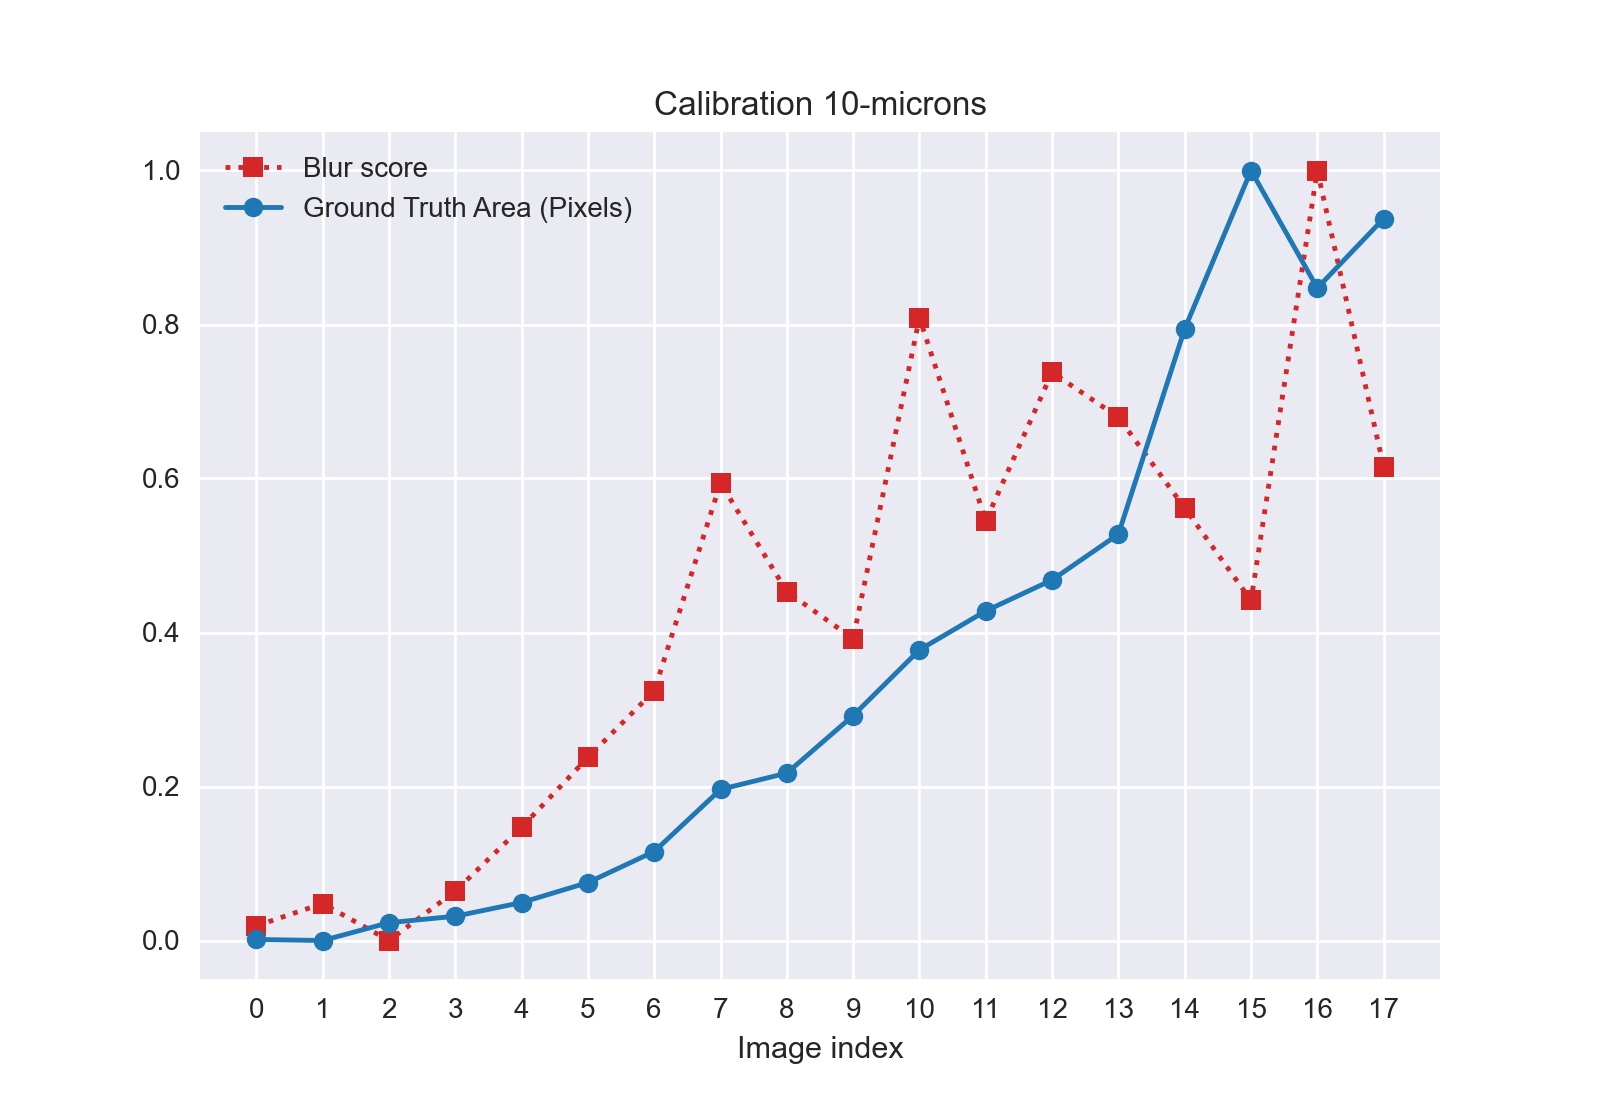 Calibration 10-microns
Blur score
Ground Truth Area (Pixels)
1.0
0.8
0.6
0.4
0.2
0.0
0 1 2 3 4 5 6 7 8 9 10 11 12 13 14 15 16 17
Image index